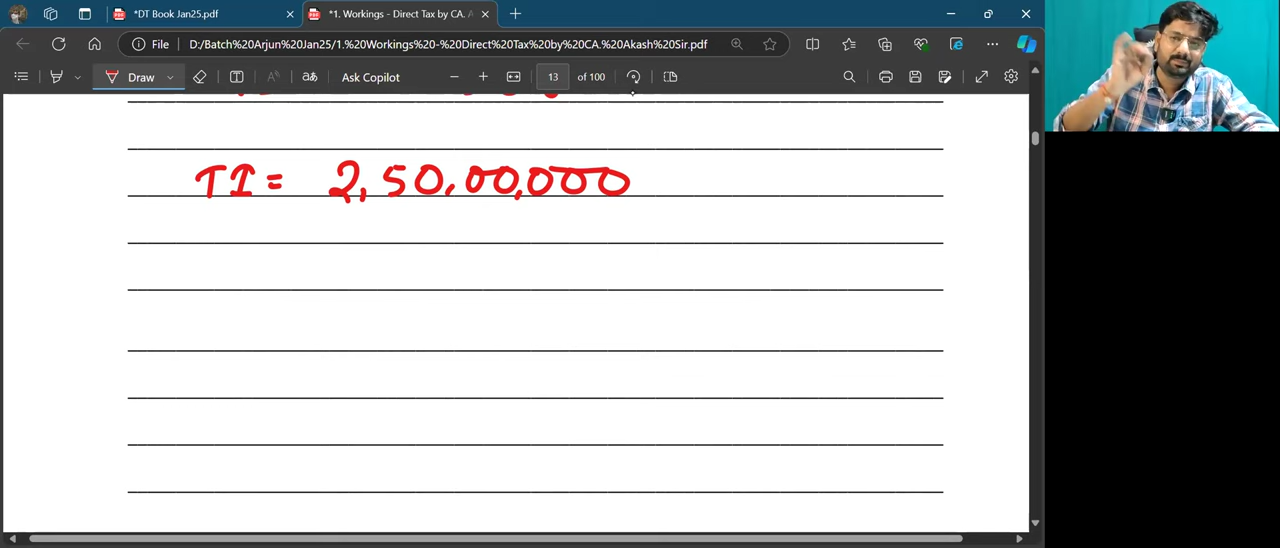 *DT Book Jan25.pdf
*1. Workings - Direct Tax by CA. A
File
D:/Batch%20Arjun%20Jan25/1.%20Workings%20-%20Direct%20Tax%20by%20CA.%20Akash%20Sir.pdf
Draw
Ask Copilot
13 of 100
TI = 2,50,00,000